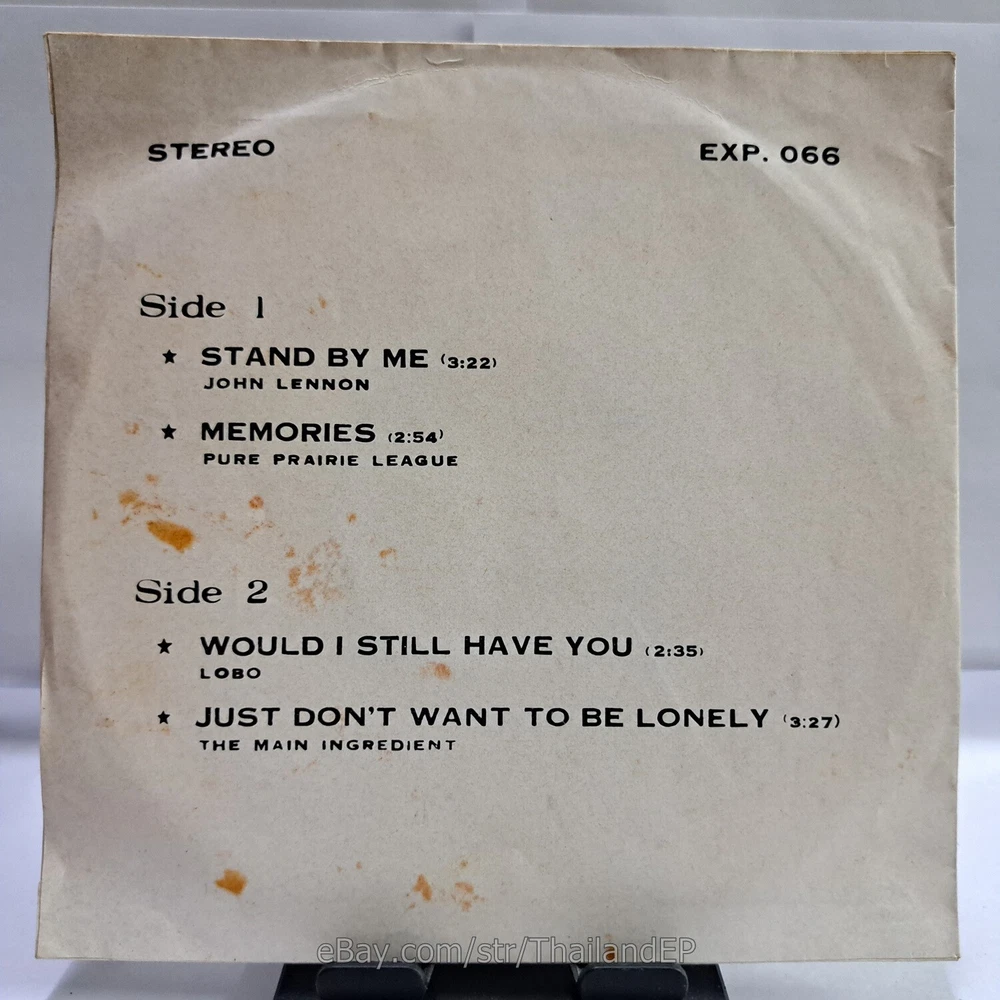 STEREO EXP. 066
Side 1
★ STAND BY ME (3:22)
JOHN LENNON
★ MEMORIES (2:54)
PURE PRAIRIE LEAGUE
Side 2
★ WOULD I STILL HAVE YOU (2:35)
LOBO
★ JUST DON'T WANT TO BE LONELY (3:27)
THE MAIN INGREDIENT
eBay.com/str/ThailandEP